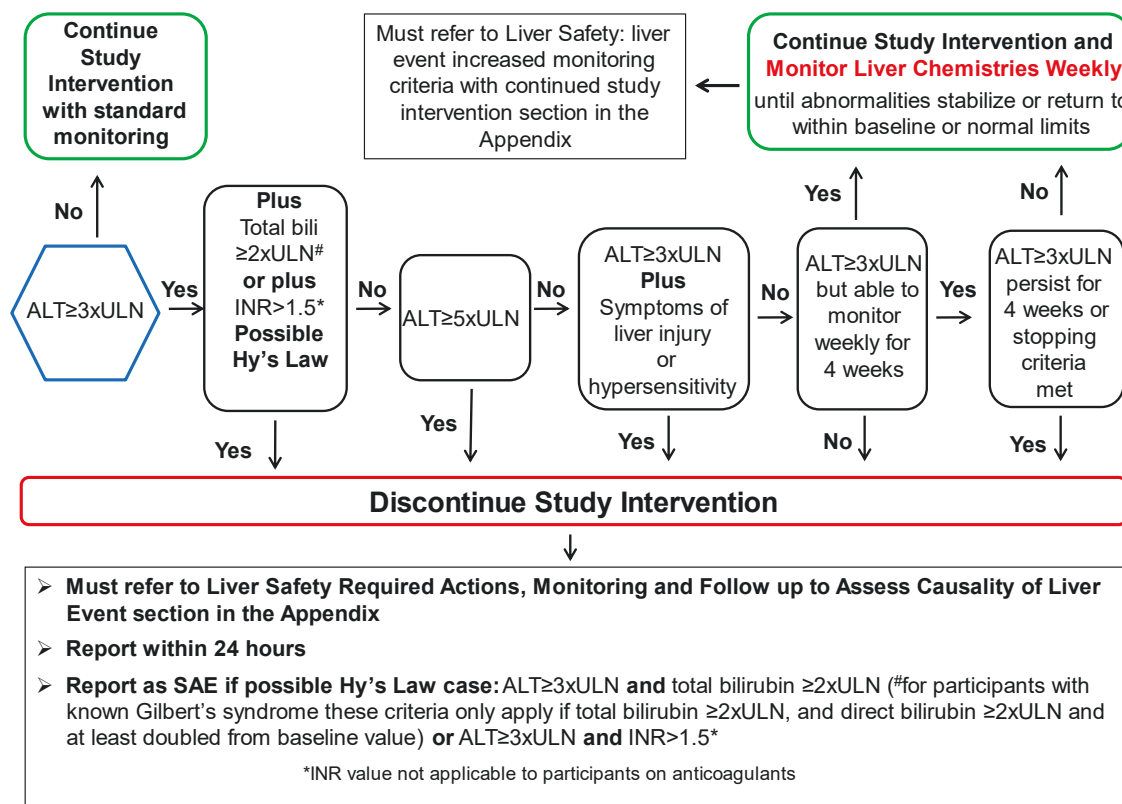 Continue
Study
Intervention
with standard
monitoring
Must refer to Liver Safety: liver
event increased monitoring
criteria with continued study
intervention section in the
Appendix
Continue Study Intervention and
Monitor Liver Chemistries Weekly
until abnormalities stabilize or return to
within baseline or normal limits
No
Yes
No
ALT≥3xULN
Yes
Plus
Total bili
≥2xULN#
or plus
INR>1.5*
Possible
Hy's Law
No
ALT≥5xULN
No
ALT≥3xULN
Plus
Symptoms of
liver injury
or
hypersensitivity
No
ALT≥3xULN
but able to
monitor
weekly for
4 weeks
Yes
ALT≥3xULN
persist for
4 weeks or
stopping
criteria
met
Yes
Yes
Yes
No
Yes
Discontinue Study Intervention
➢ Must refer to Liver Safety Required Actions, Monitoring and Follow up to Assess Causality of Liver
Event section in the Appendix
➢ Report within 24 hours
➢ Report as SAE if possible Hy's Law case: ALT≥3xULN and total bilirubin ≥2xULN (#for participants with
known Gilbert's syndrome these criteria only apply if total bilirubin ≥2xULN, and direct bilirubin ≥2xULN and
at least doubled from baseline value) or ALT≥3xULN and INR>1.5*
*INR value not applicable to participants on anticoagulants